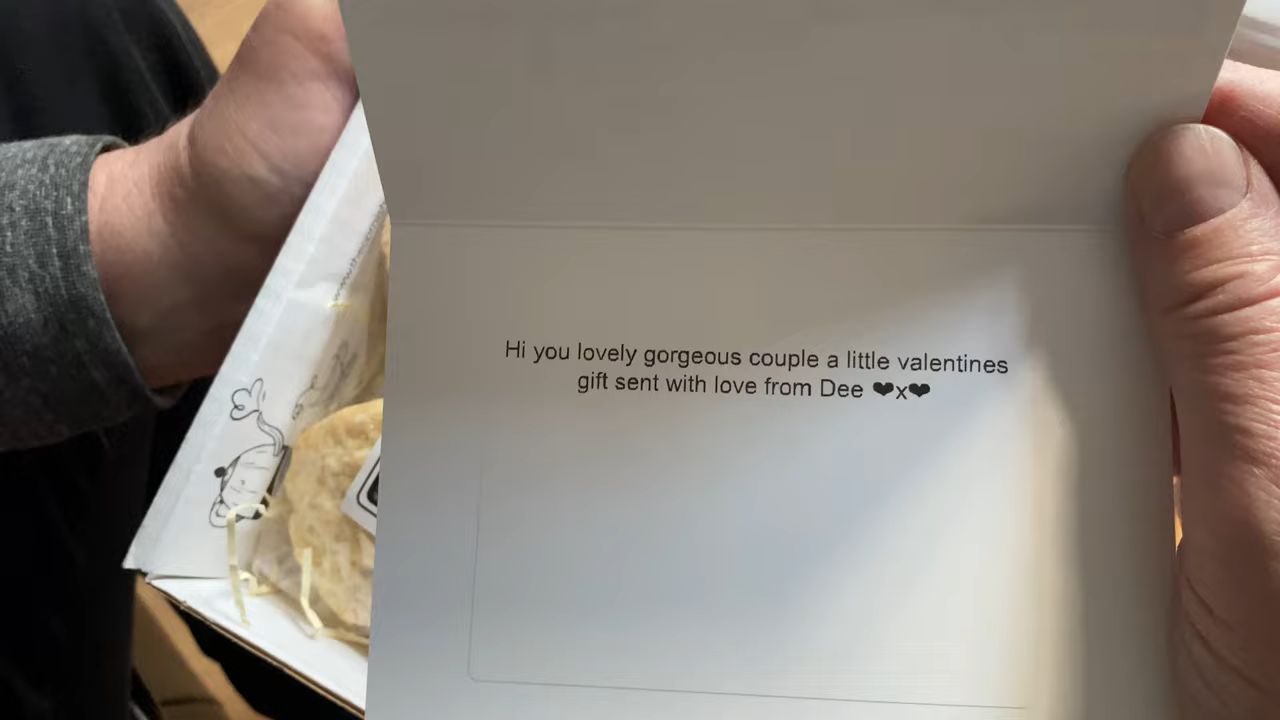 Hi you lovely gorgeous couple a little valentines
gift sent with love from Dee ❤x❤